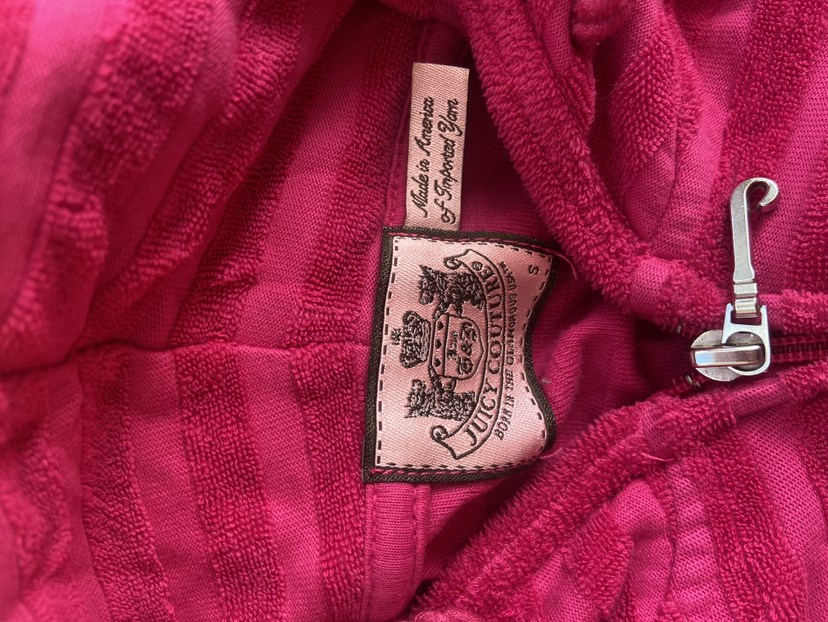 Made in America
of Imported Yarn
S
JUICY COUTURE
BORN IN THE GLAMOROUS USA